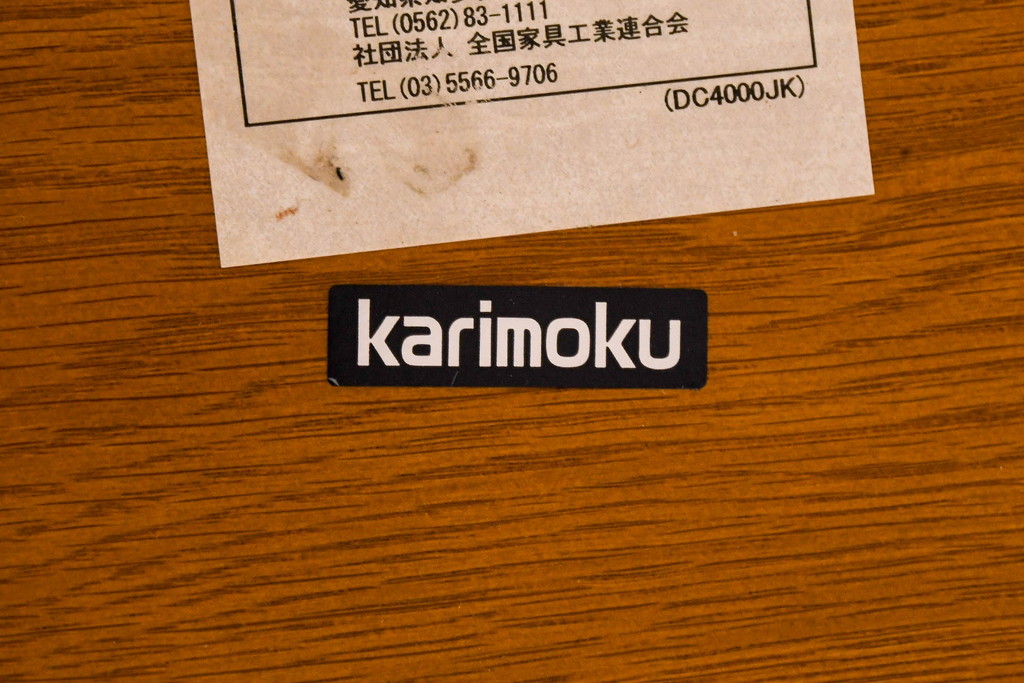 TEL(0562)83-1111
社団法人 全国家具工業連合会
TEL(03)5566-9706
(DC4000JK)
karimoku